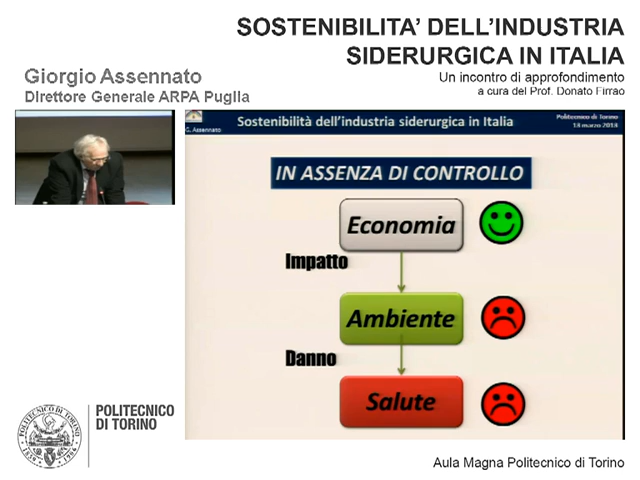 SOSTENIBILITA' DELL'INDUSTRIA
SIDERURGICA IN ITALIA
Un incontro di approfondimento
a cura del Prof. Donato Firrao
Giorgio Assennato
Direttore Generale ARPA Puglia
G. Assennato
Sostenibilità dell'industria siderurgica in Italia
Politecnico di Torino
18 marzo 2013
IN ASSENZA DI CONTROLLO
Economia
Impatto
Ambiente
Danno
Salute
POLITECNICO
DI TORINO
Aula Magna Politecnico di Torino